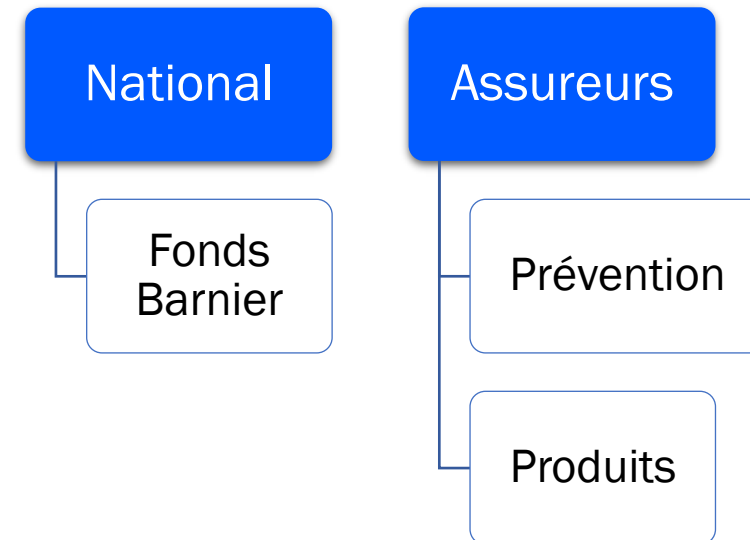 National
Fonds
Barnier
Assureurs
Prévention
Produits